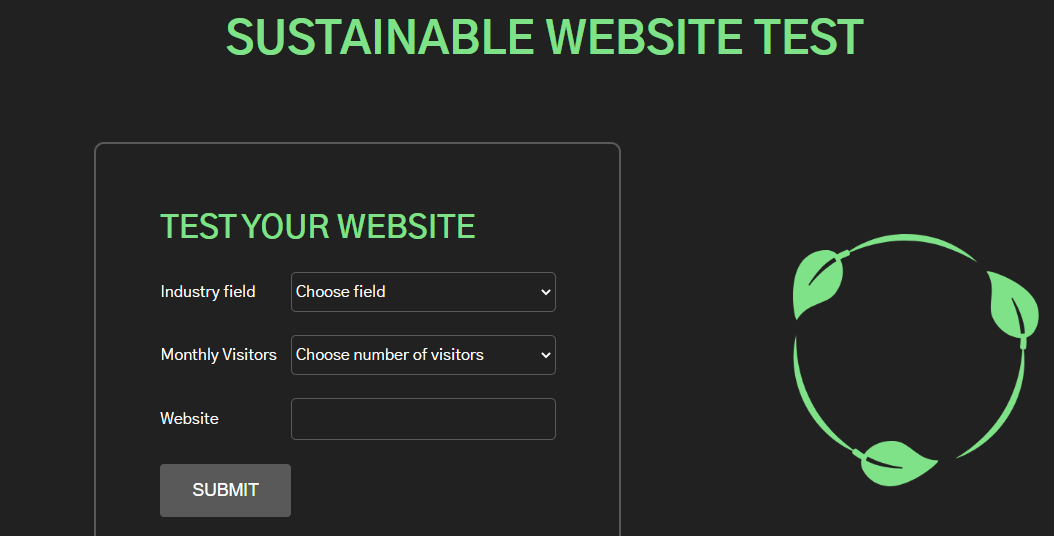 SUSTAINABLE WEBSITE TEST
TEST YOUR WEBSITE
Industry field Choose field
Monthly Visitors Choose number of visitors
Website
SUBMIT